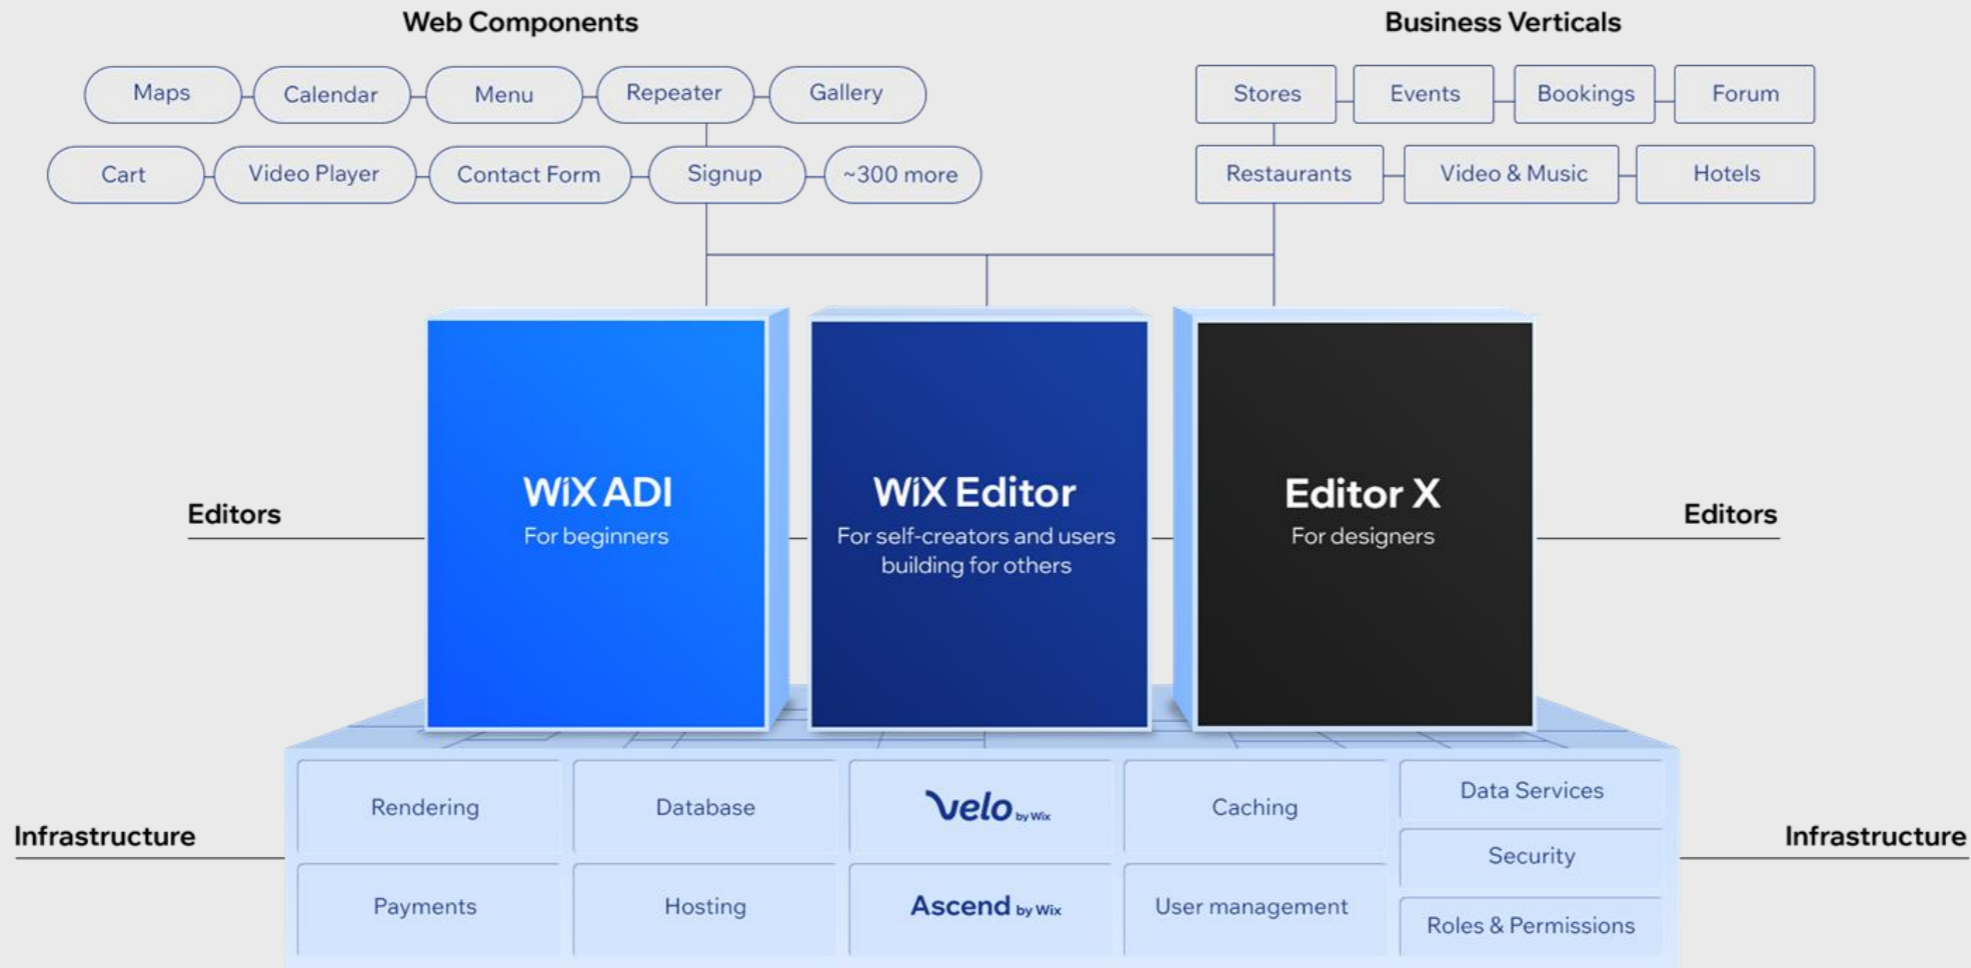 Web Components
Business Verticals
Maps
Calendar
Menu
Repeater
Gallery
Cart
Video Player
Contact Form
Signup
~300 more
Stores
Events
Bookings
Forum
Restaurants
Video & Music
Hotels
Editors
WiX ADI
For beginners
WiX Editor
For self-creators and users
building for others
Editor X
For designers
Editors
Infrastructure
Rendering
Database
Velo by Wix
Caching
Data Services
Security
Payments
Hosting
Ascend by Wix
User management
Roles & Permissions
Infrastructure